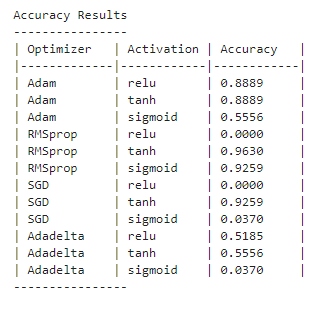 Accuracy Results
----------------
| Optimizer   | Activation | Accuracy   |
|-------------|------------|------------|
| Adam        | relu       | 0.8889     |
| Adam        | tanh       | 0.8889     |
| Adam        | sigmoid    | 0.5556     |
| RMSprop     | relu       | 0.0000     |
| RMSprop     | tanh       | 0.9630     |
| RMSprop     | sigmoid    | 0.9259     |
| SGD         | relu       | 0.0000     |
| SGD         | tanh       | 0.9259     |
| SGD         | sigmoid    | 0.0370     |
| Adadelta    | relu       | 0.5185     |
| Adadelta    | tanh       | 0.5556     |
| Adadelta    | sigmoid    | 0.0370     |
----------------